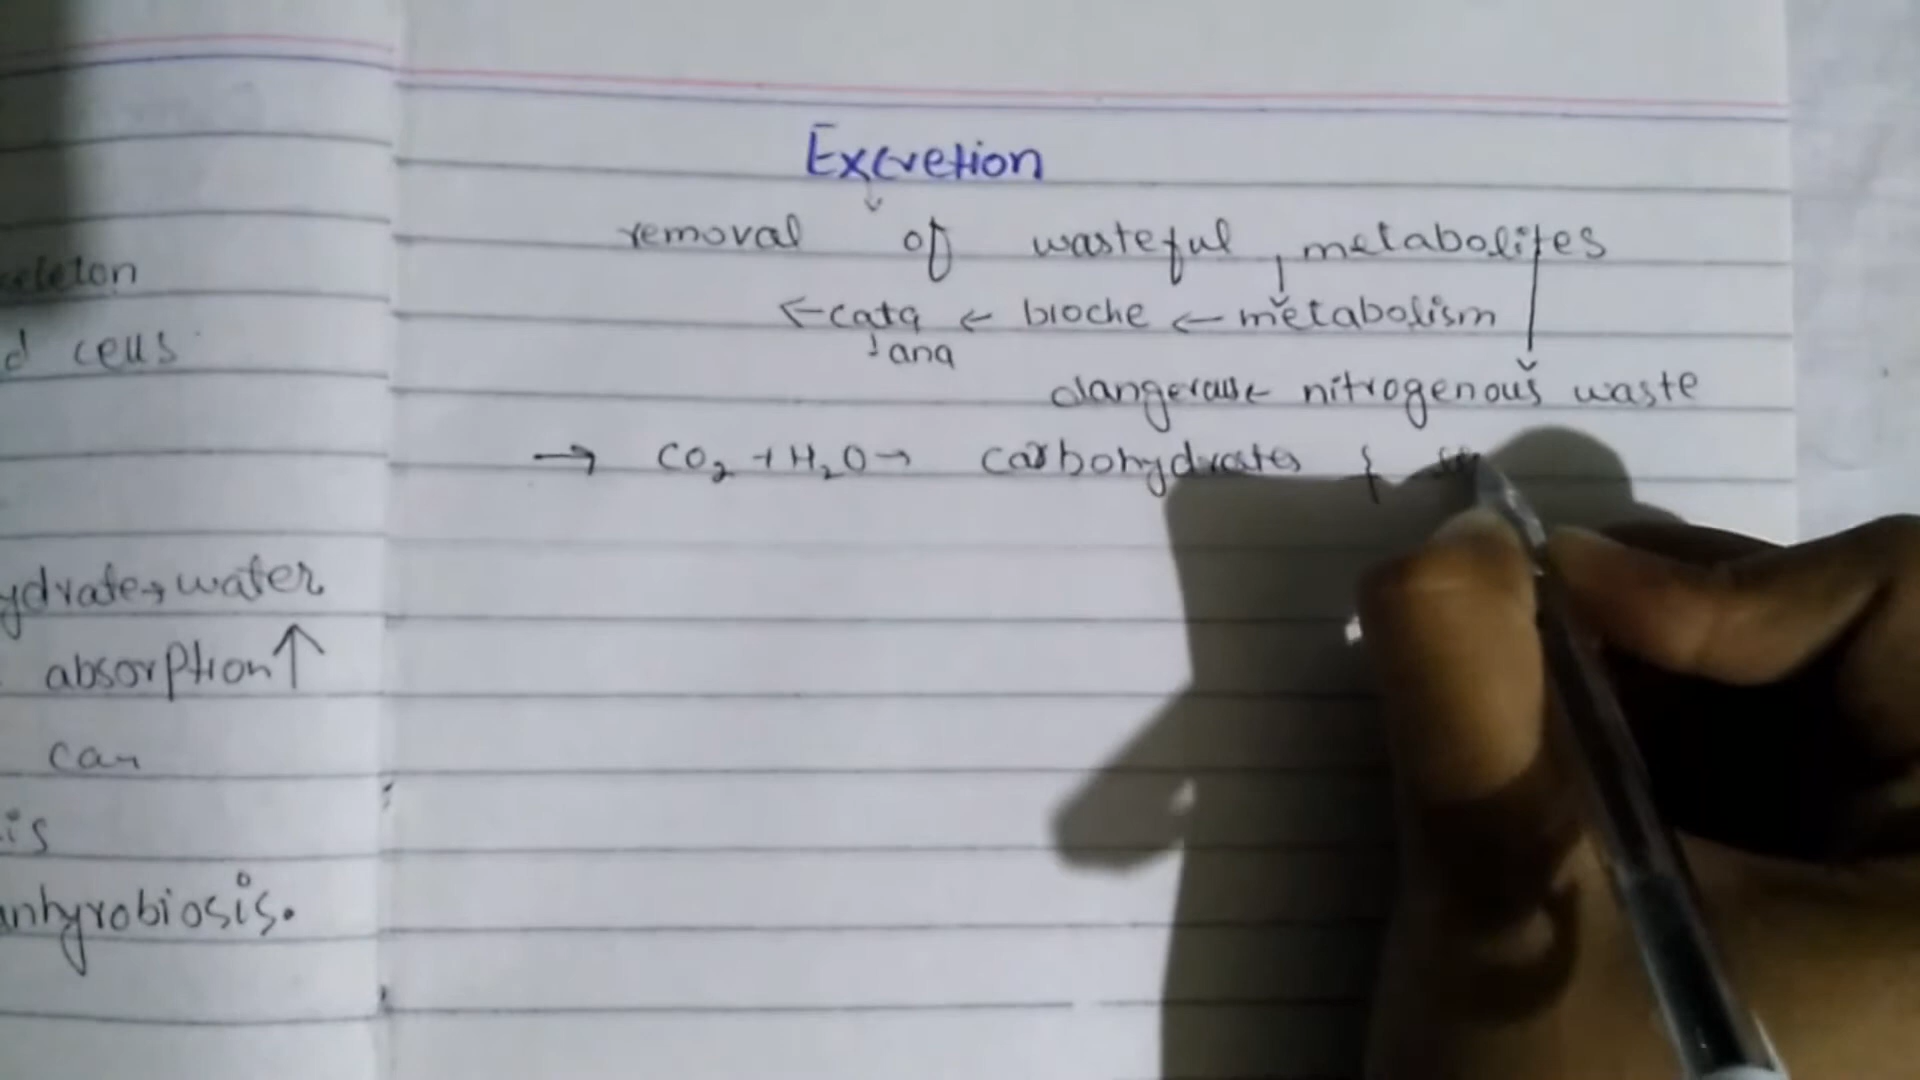 eleton
d cells
ydrate→water
absorption↑
can
is
anhyrobiosis.
Excretion
removal of wasteful metabolites
←cata ← bioche ← metabolism
↓ana
dangerous← nitrogenous waste
→ CO₂ + H₂O → carbohydrates &